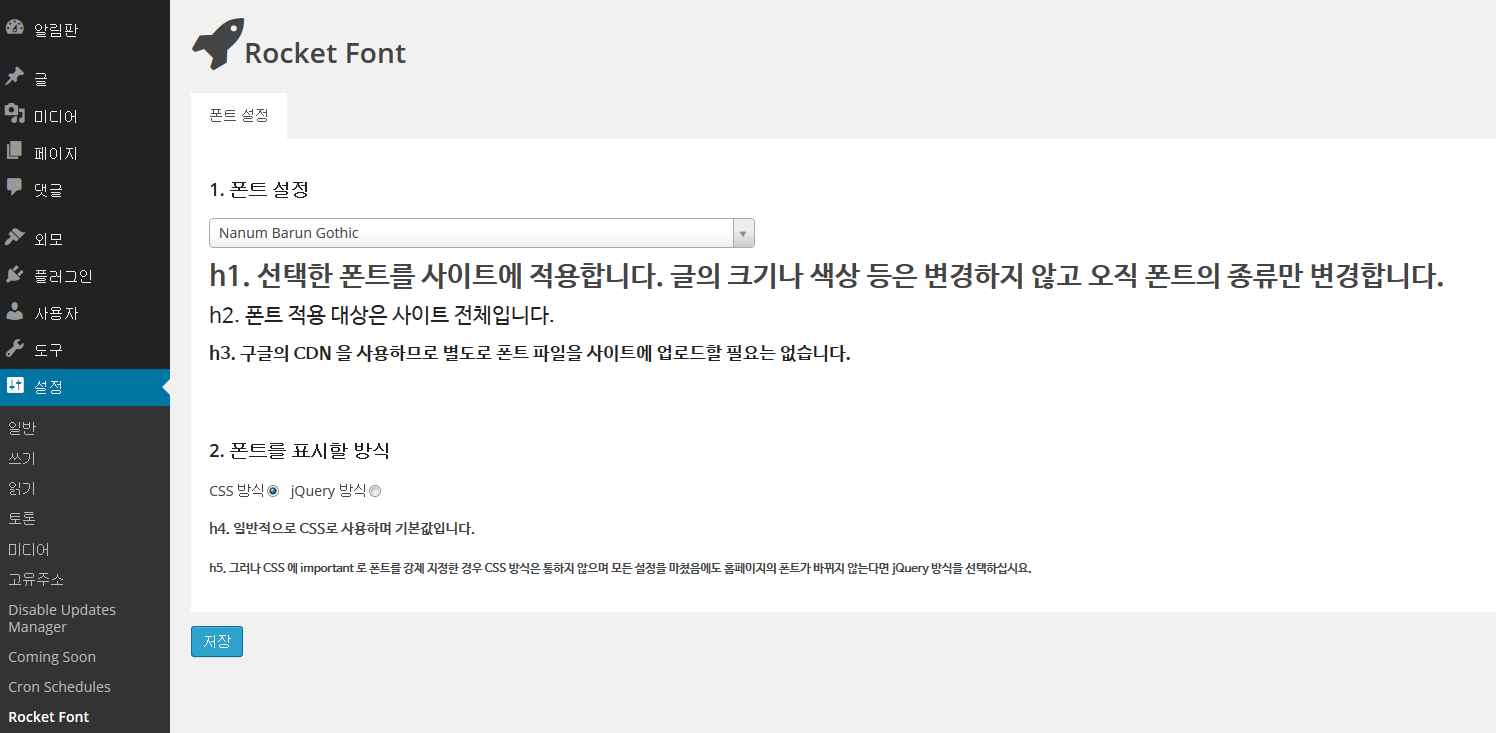 알림판
글
미디어
페이지
댓글
외모
플러그인
사용자
도구
설정
일반
쓰기
읽기
토론
미디어
고유주소
Disable Updates
Manager
Coming Soon
Cron Schedules
Rocket Font
Rocket Font
폰트 설정
1. 폰트 설정
Nanum Barun Gothic
h1. 선택한 폰트를 사이트에 적용합니다. 글의 크기나 색상 등은 변경하지 않고 오직 폰트의 종류만 변경합니다.
h2. 폰트 적용 대상은 사이트 전체입니다.
h3. 구글의 CDN 을 사용하므로 별도로 폰트 파일을 사이트에 업로드할 필요는 없습니다.
2. 폰트를 표시할 방식
CSS 방식 jQuery 방식
h4. 일반적으로 CSS로 사용하며 기본값입니다.
h5. 그러나 CSS 에 important 로 폰트를 강제 지정한 경우 CSS 방식은 통하지 않으며 모든 설정을 마쳤음에도 홈페이지의 폰트가 바뀌지 않는다면 jQuery 방식을 선택하십시요.
저장